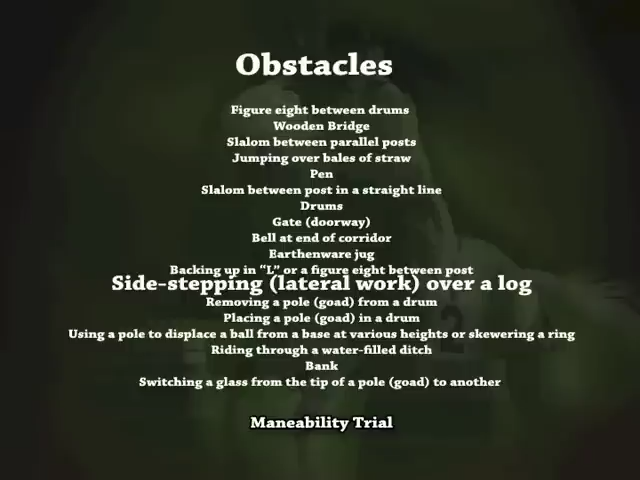 Obstacles
Figure eight between drums
Wooden Bridge
Slalom between parallel posts
Jumping over bales of straw
Pen
Slalom between post in a straight line
Drums
Gate (doorway)
Bell at end of corridor
Earthenware jug
Backing up in “L” or a figure eight between post
Side-stepping (lateral work) over a log
Removing a pole (goad) from a drum
Placing a pole (goad) in a drum
Using a pole to displace a ball from a base at various heights or skewering a ring
Riding through a water-filled ditch
Bank
Switching a glass from the tip of a pole (goad) to another
Maneability Trial